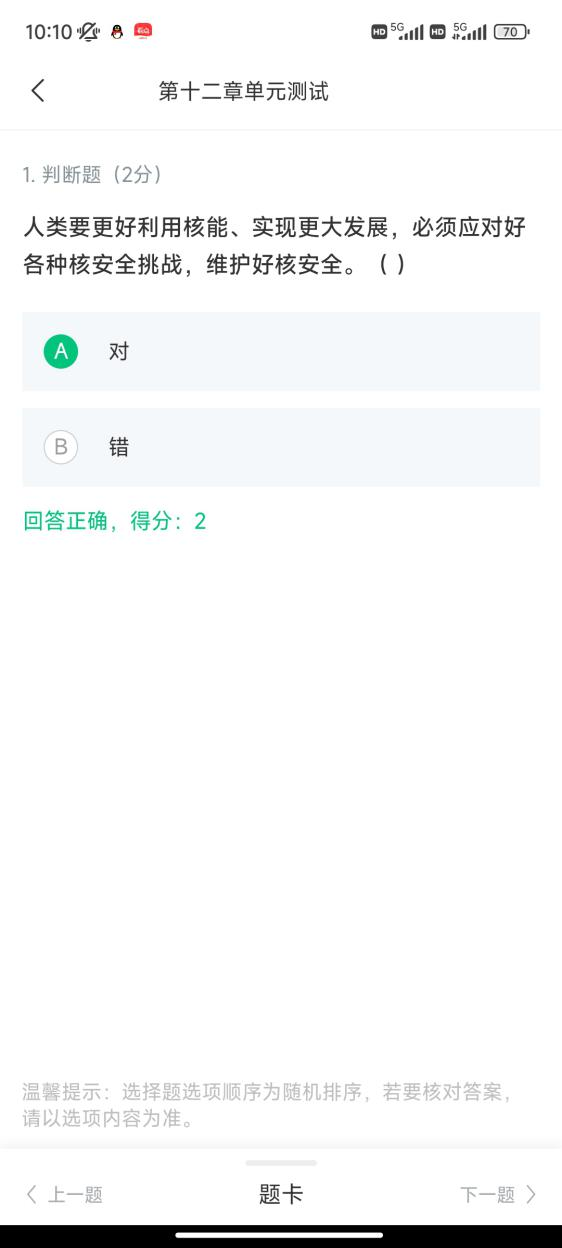 10:10 HD 5G HD 5G 70
第十二章单元测试
1. 判断题（2分）
人类要更好利用核能、实现更大发展，必须应对好
各种核安全挑战，维护好核安全。（ ）
A 对
B 错
回答正确，得分：2
温馨提示：选择题选项顺序为随机排序，若要核对答案，
请以选项内容为准。
上一题 题卡 下一题